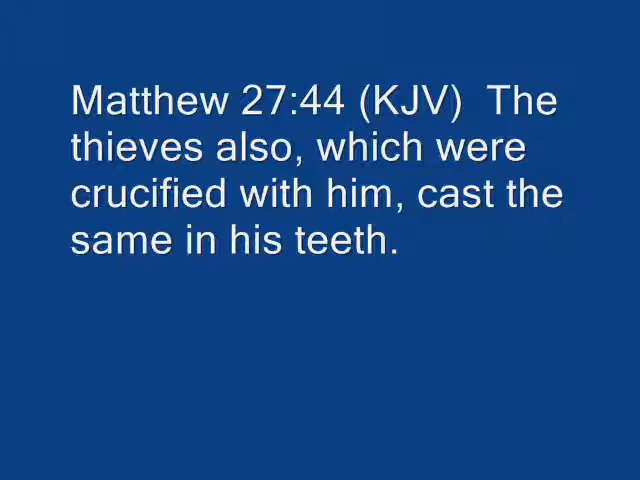 Matthew 27:44 (KJV)  The
thieves also, which were
crucified with him, cast the
same in his teeth.